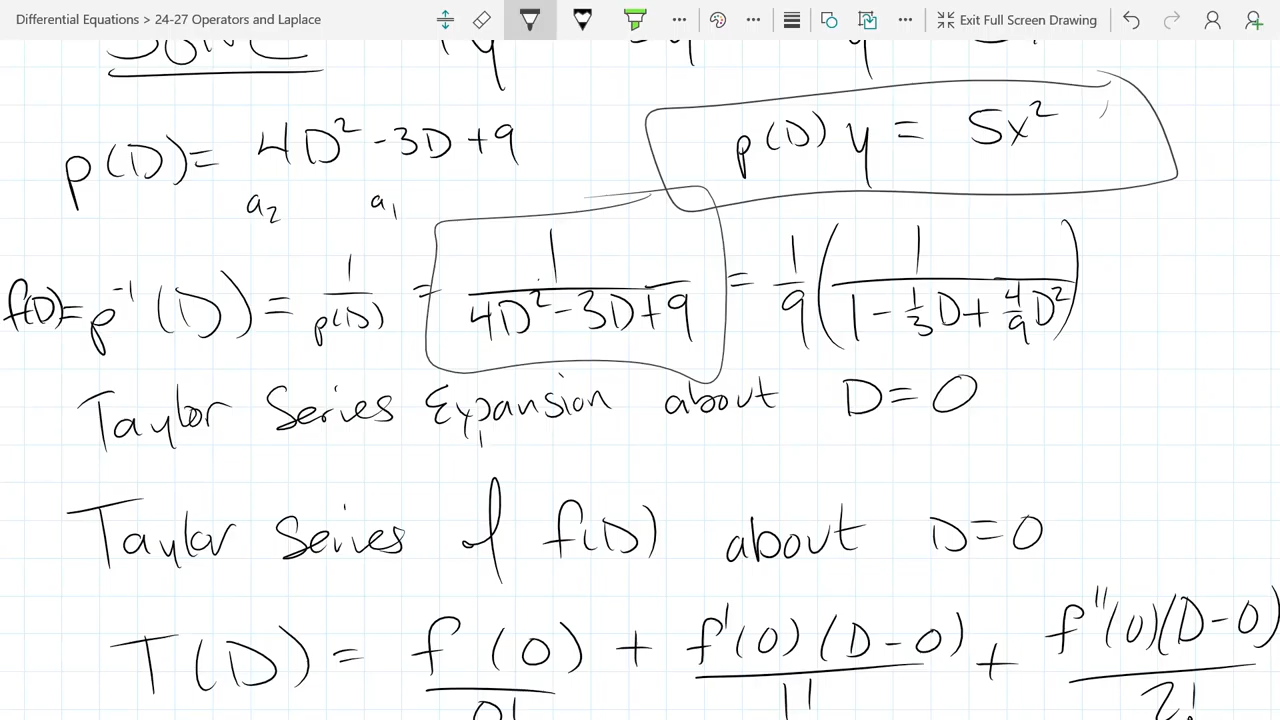 Differential Equations > 24-27 Operators and Laplace
Exit Full Screen Drawing
p(D) = 4D² - 3D + 9
p(D) y = 5x²
a₂ a₁
f(D) = p⁻¹(D) = 1/p(D) = 1/(4D² - 3D + 9) = 1/9 (1/(1 - 1/3 D + 4/9 D²))
Taylor Series Expansion about D = 0
Taylor Series of f(D) about D = 0
T(D) = f(0)/0! + f'(0)(D-0)/1! + f''(0)(D-0)/2!